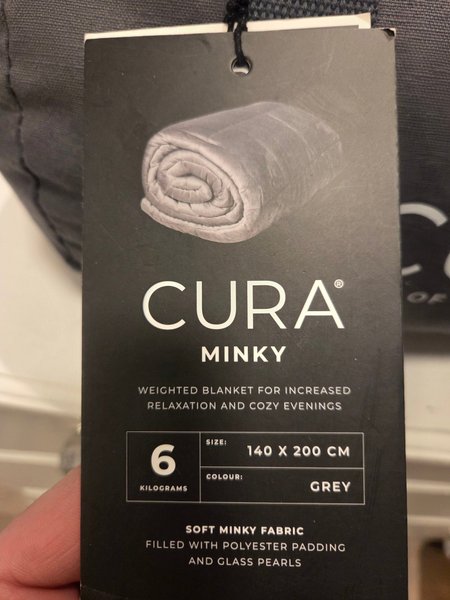 CURA®
MINKY
WEIGHTED BLANKET FOR INCREASED
RELAXATION AND COZY EVENINGS
6
KILOGRAMS
SIZE:
140 X 200 CM
COLOUR:
GREY
SOFT MINKY FABRIC
FILLED WITH POLYESTER PADDING
AND GLASS PEARLS
C
OF